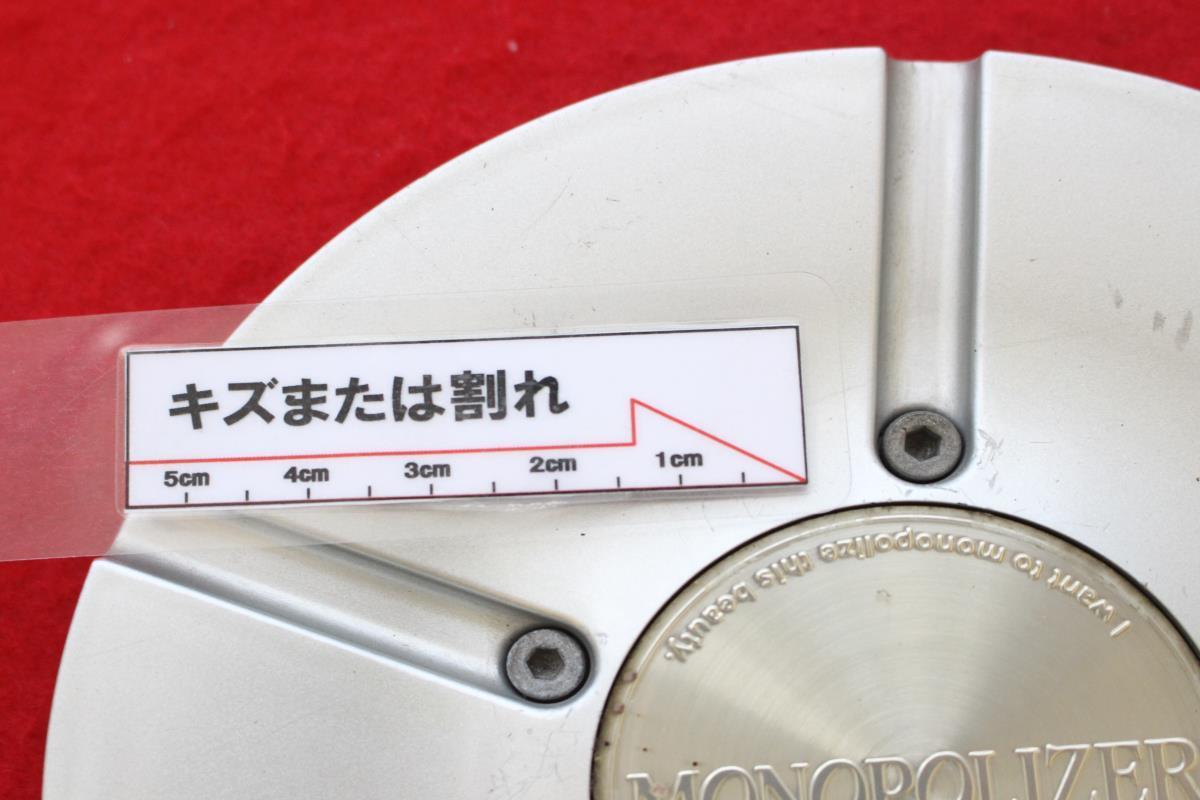 キズまたは割れ
5cm 4cm 3cm 2cm 1cm
I want to monopolize this beauty.
MONOPOLIZER